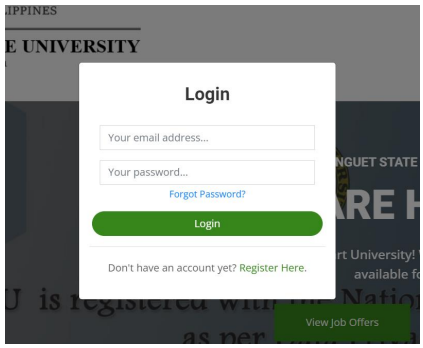 LIPPINES
E UNIVERSITY
Login
Your email address...
Your password...
Forgot Password?
Login
Don't have an account yet? Register Here.
NGUET STATE
ARE H
rt University!
available fo
U is registered with the Nation
as per
View Job Offers